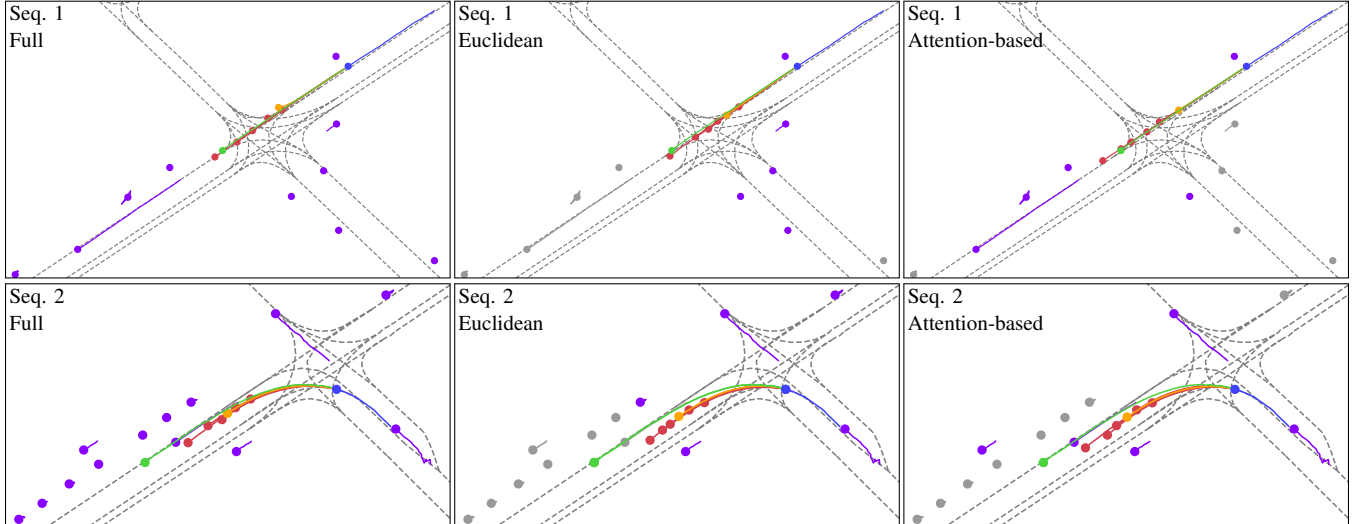 Seq. 1
Full
Seq. 1
Euclidean
Seq. 1
Attention-based
Seq. 2
Full
Seq. 2
Euclidean
Seq. 2
Attention-based